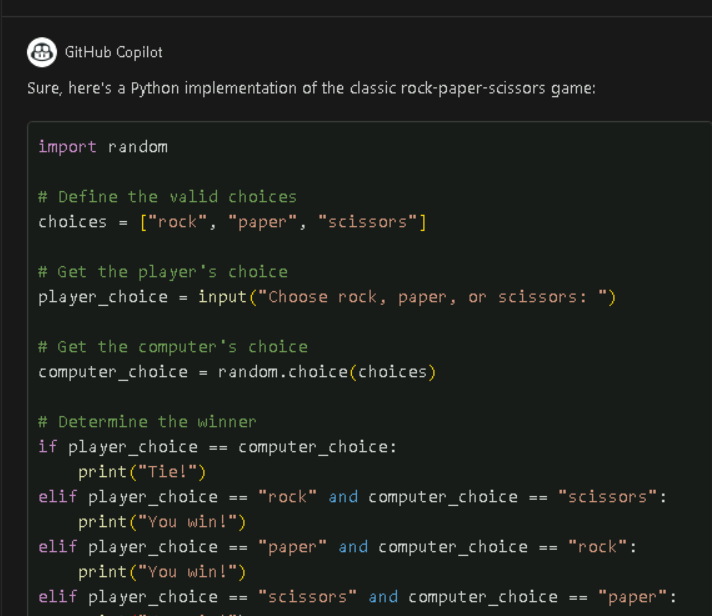 GitHub Copilot
Sure, here's a Python implementation of the classic rock-paper-scissors game:
import random
# Define the valid choices
choices = ["rock", "paper", "scissors"]
# Get the player's choice
player_choice = input("Choose rock, paper, or scissors: ")
# Get the computer's choice
computer_choice = random.choice(choices)
# Determine the winner
if player_choice == computer_choice:
    print("Tie!")
elif player_choice == "rock" and computer_choice == "scissors":
    print("You win!")
elif player_choice == "paper" and computer_choice == "rock":
    print("You win!")
elif player_choice == "scissors" and computer_choice == "paper":